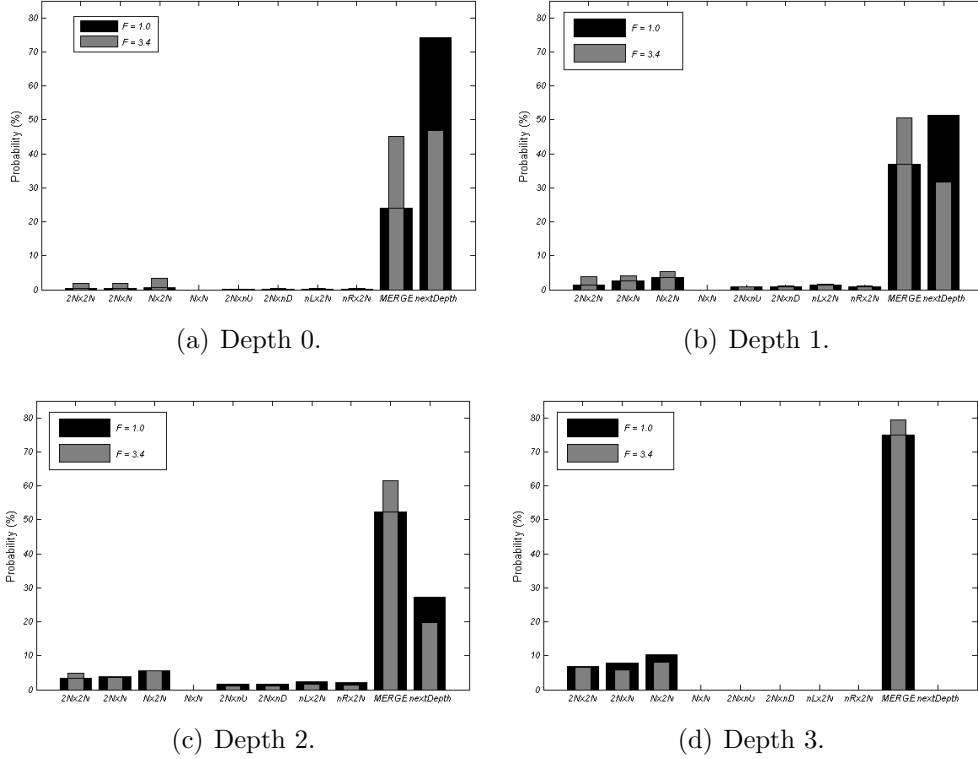 80
70
60
50
40
30
20
10
0
Probability (%)
F = 1.0
F = 3.4
2Nx2N 2NxN Nx2N NxN 2NxnU 2NxnD nLx2N nRx2N MERGE nextDepth
(a) Depth 0.
80
70
60
50
40
30
20
10
0
Probability (%)
F = 1.0
F = 3.4
2Nx2N 2NxN Nx2N NxN 2NxnU 2NxnD nLx2N nRx2N MERGE nextDepth
(b) Depth 1.
80
70
60
50
40
30
20
10
0
Probability (%)
F = 1.0
F = 3.4
2Nx2N 2NxN Nx2N NxN 2NxnU 2NxnD nLx2N nRx2N MERGE nextDepth
(c) Depth 2.
80
70
60
50
40
30
20
10
0
Probability (%)
F = 1.0
F = 3.4
2Nx2N 2NxN Nx2N NxN 2NxnU 2NxnD nLx2N nRx2N MERGE nextDepth
(d) Depth 3.